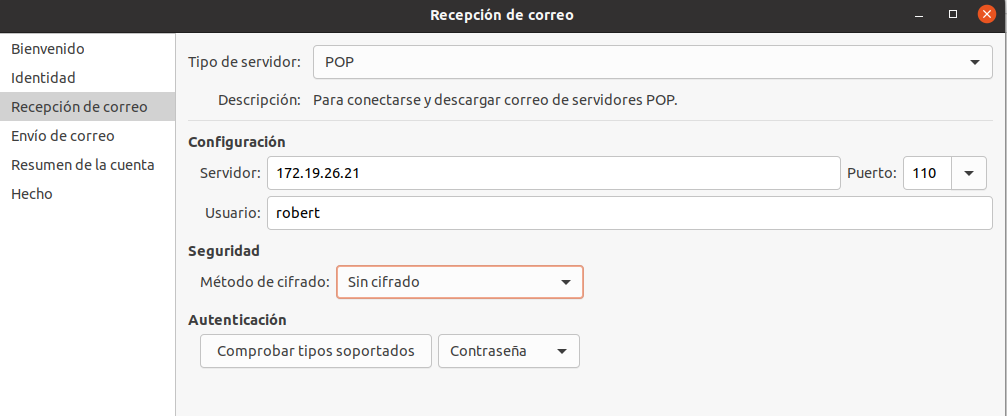 Recepción de correo
Bienvenido
Identidad
Recepción de correo
Envío de correo
Resumen de la cuenta
Hecho
Tipo de servidor: POP
Descripción: Para conectarse y descargar correo de servidores POP.
Configuración
Servidor: 172.19.26.21 Puerto: 110
Usuario: robert
Seguridad
Método de cifrado: Sin cifrado
Autenticación
Comprobar tipos soportados Contraseña